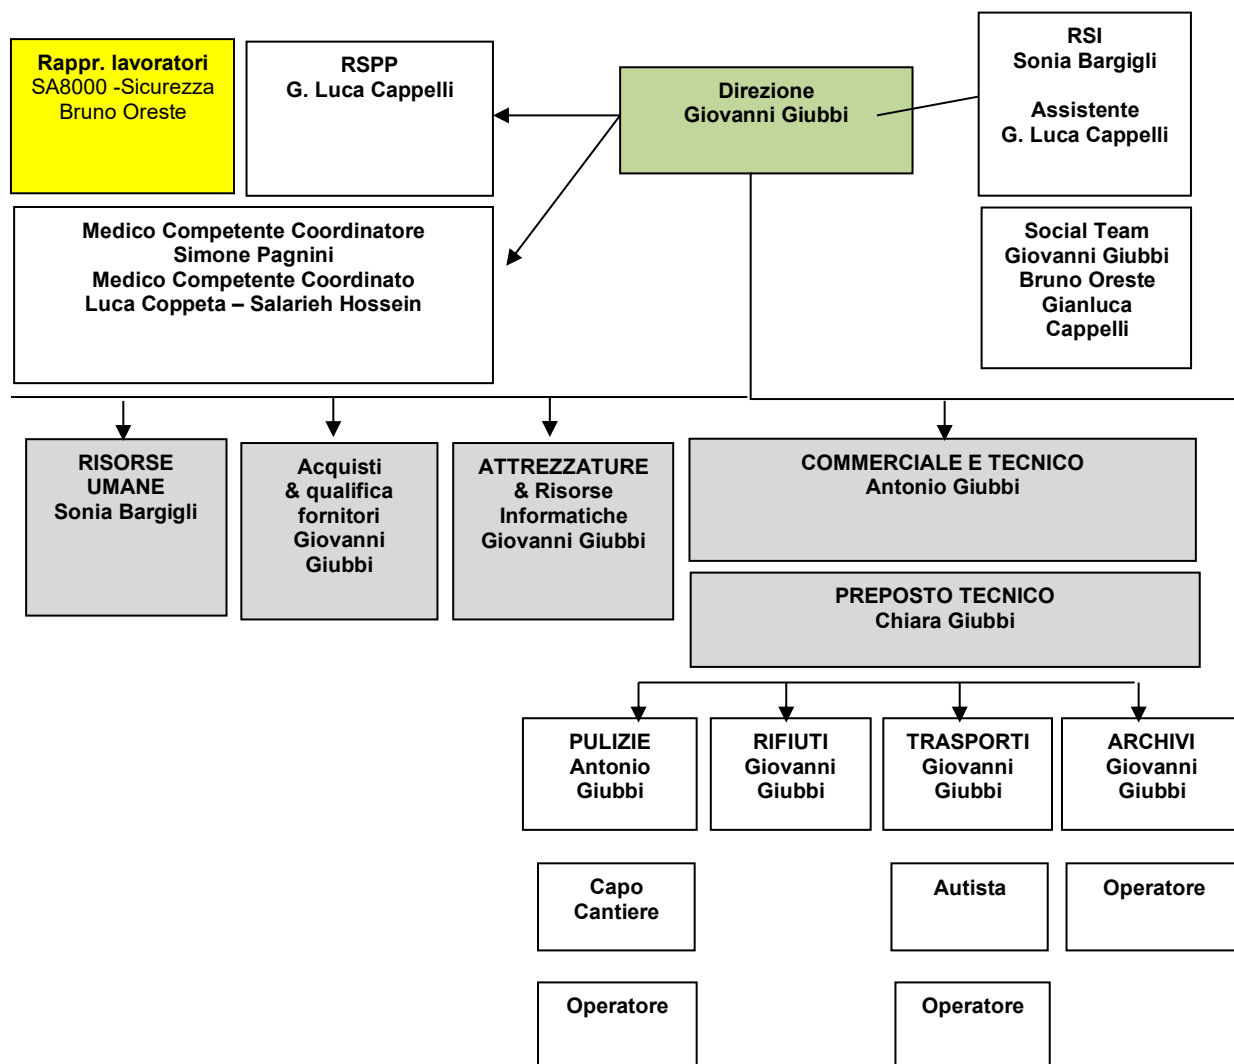 Rappr. lavoratori
SA8000 -Sicurezza
Bruno Oreste
RSPP
G. Luca Cappelli
Direzione
Giovanni Giubbi
RSI
Sonia Bargigli
Assistente
G. Luca Cappelli
Medico Competente Coordinatore
Simone Pagnini
Medico Competente Coordinato
Luca Coppeta – Salarieh Hossein
Social Team
Giovanni Giubbi
Bruno Oreste
Gianluca
Cappelli
RISORSE
UMANE
Sonia Bargigli
Acquisti
& qualifica
fornitori
Giovanni
Giubbi
ATTREZZATURE
& Risorse
Informatiche
Giovanni Giubbi
COMMERCIALE E TECNICO
Antonio Giubbi
PREPOSTO TECNICO
Chiara Giubbi
PULIZIE
Antonio
Giubbi
RIFIUTI
Giovanni
Giubbi
TRASPORTI
Giovanni
Giubbi
ARCHIVI
Giovanni
Giubbi
Capo
Cantiere
Autista
Operatore
Operatore
Operatore